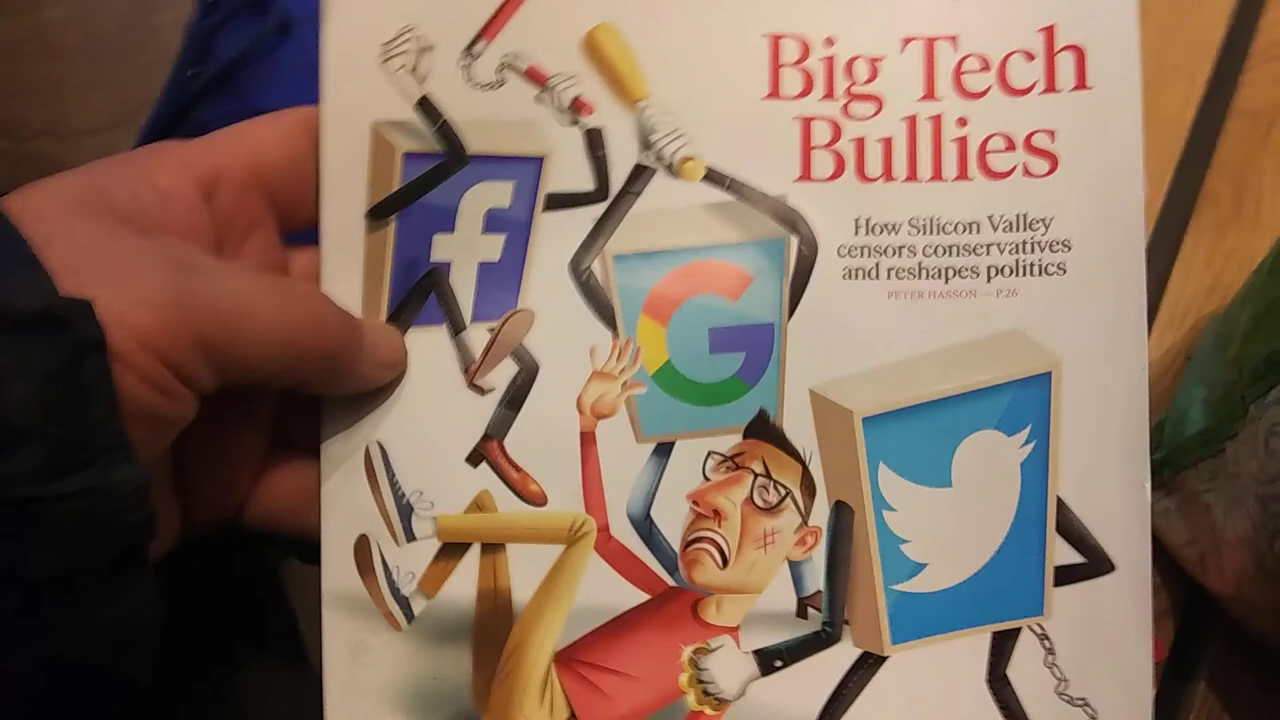 Big Tech
Bullies
How Silicon Valley
censors conservatives
and reshapes politics
PETER HASSON — P.26
f
G